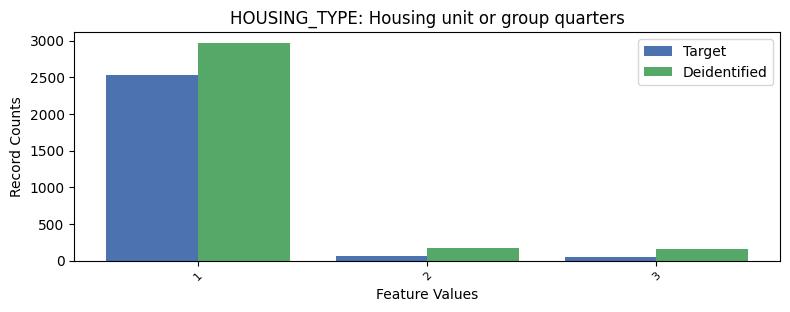 HOUSING_TYPE: Housing unit or group quarters
Record Counts
3000
2500
2000
1500
1000
500
0
Target
Deidentified
1
2
3
Feature Values